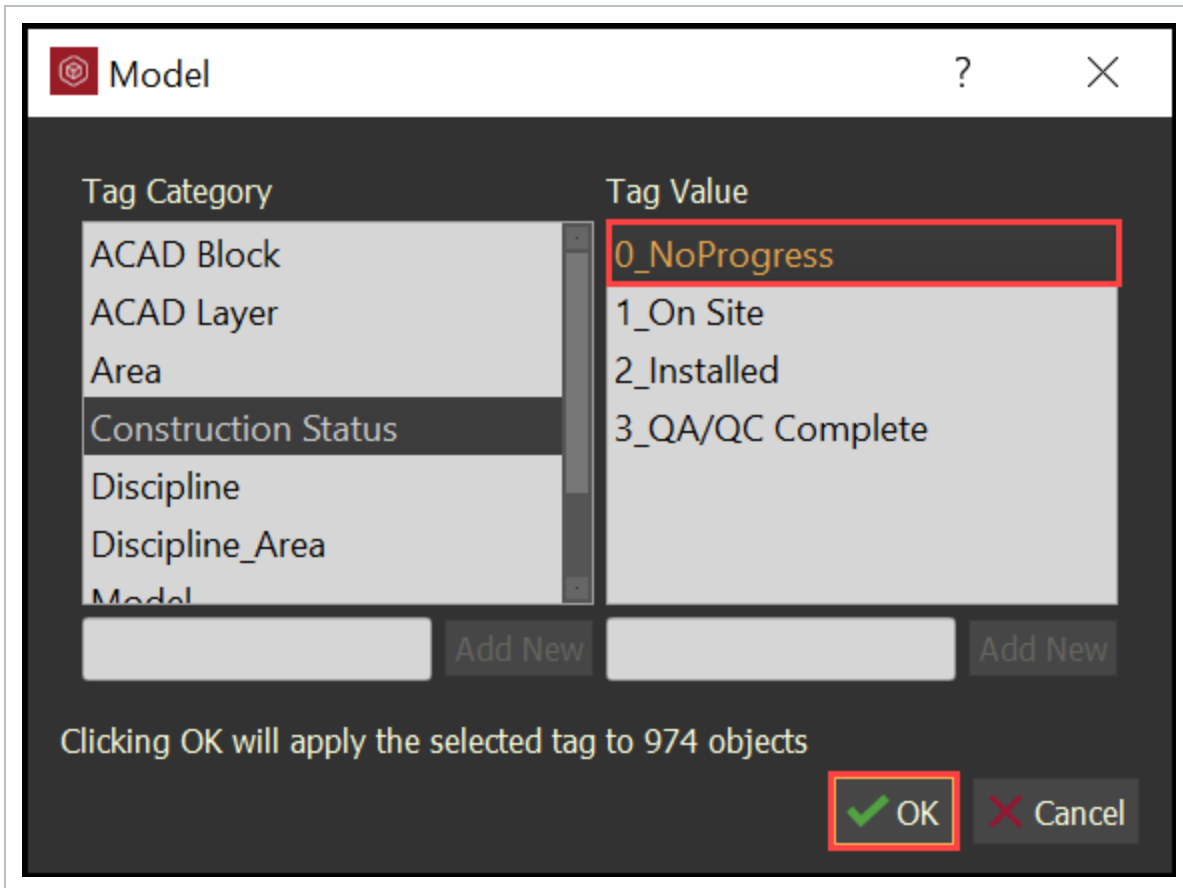 Model ?
Tag Category
ACAD Block
ACAD Layer
Area
Construction Status
Discipline
Discipline_Area
Model
Add New
Tag Value
0_NoProgress
1_On Site
2_Installed
3_QA/QC Complete
Add New
Clicking OK will apply the selected tag to 974 objects
OK Cancel